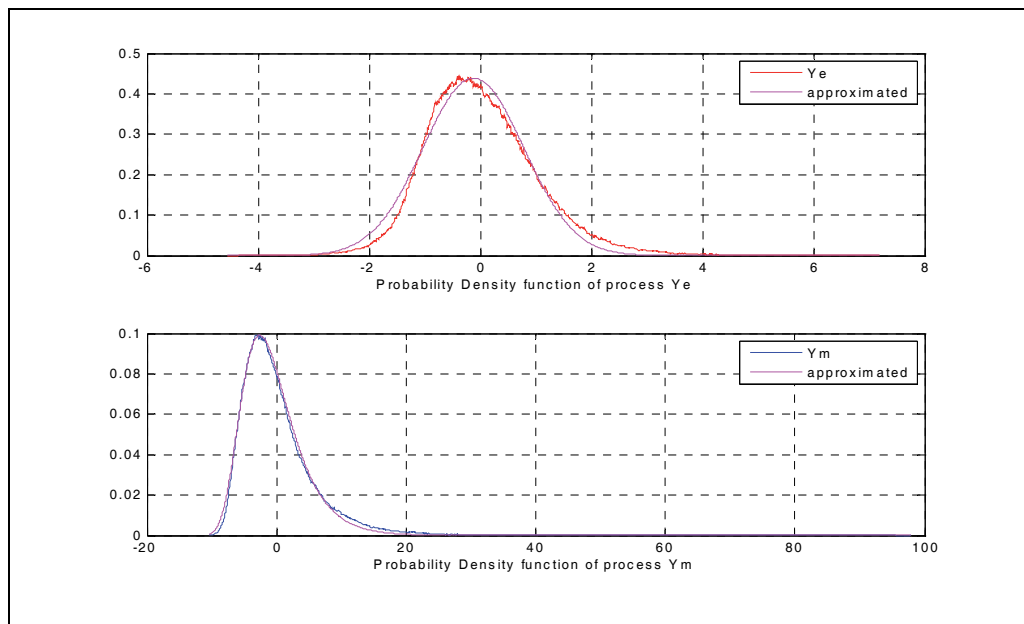 0.5
0.4
0.3
0.2
0.1
0
-6 -4 -2 0 2 4 6 8
Ye
approximated
Probability Density function of process Ye
0.1
0.08
0.06
0.04
0.02
0
-20 0 20 40 60 80 100
Ym
approximated
Probability Density function of process Ym